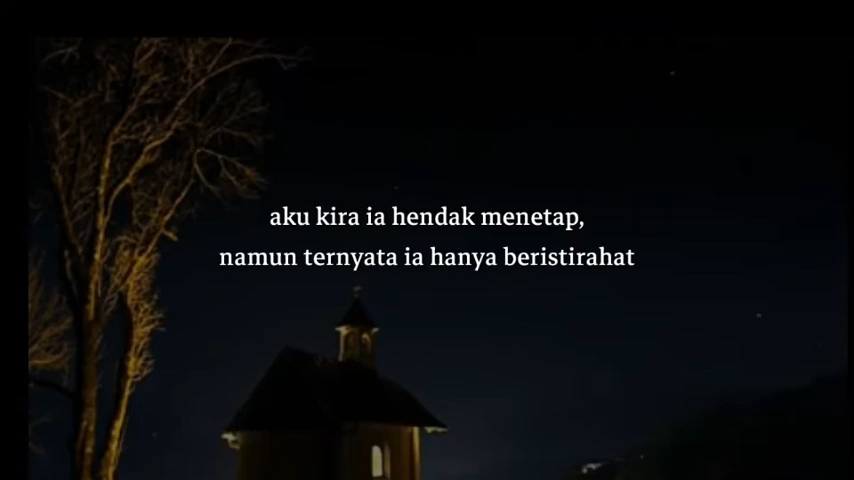 aku kira ia hendak menetap,
namun ternyata ia hanya beristirahat